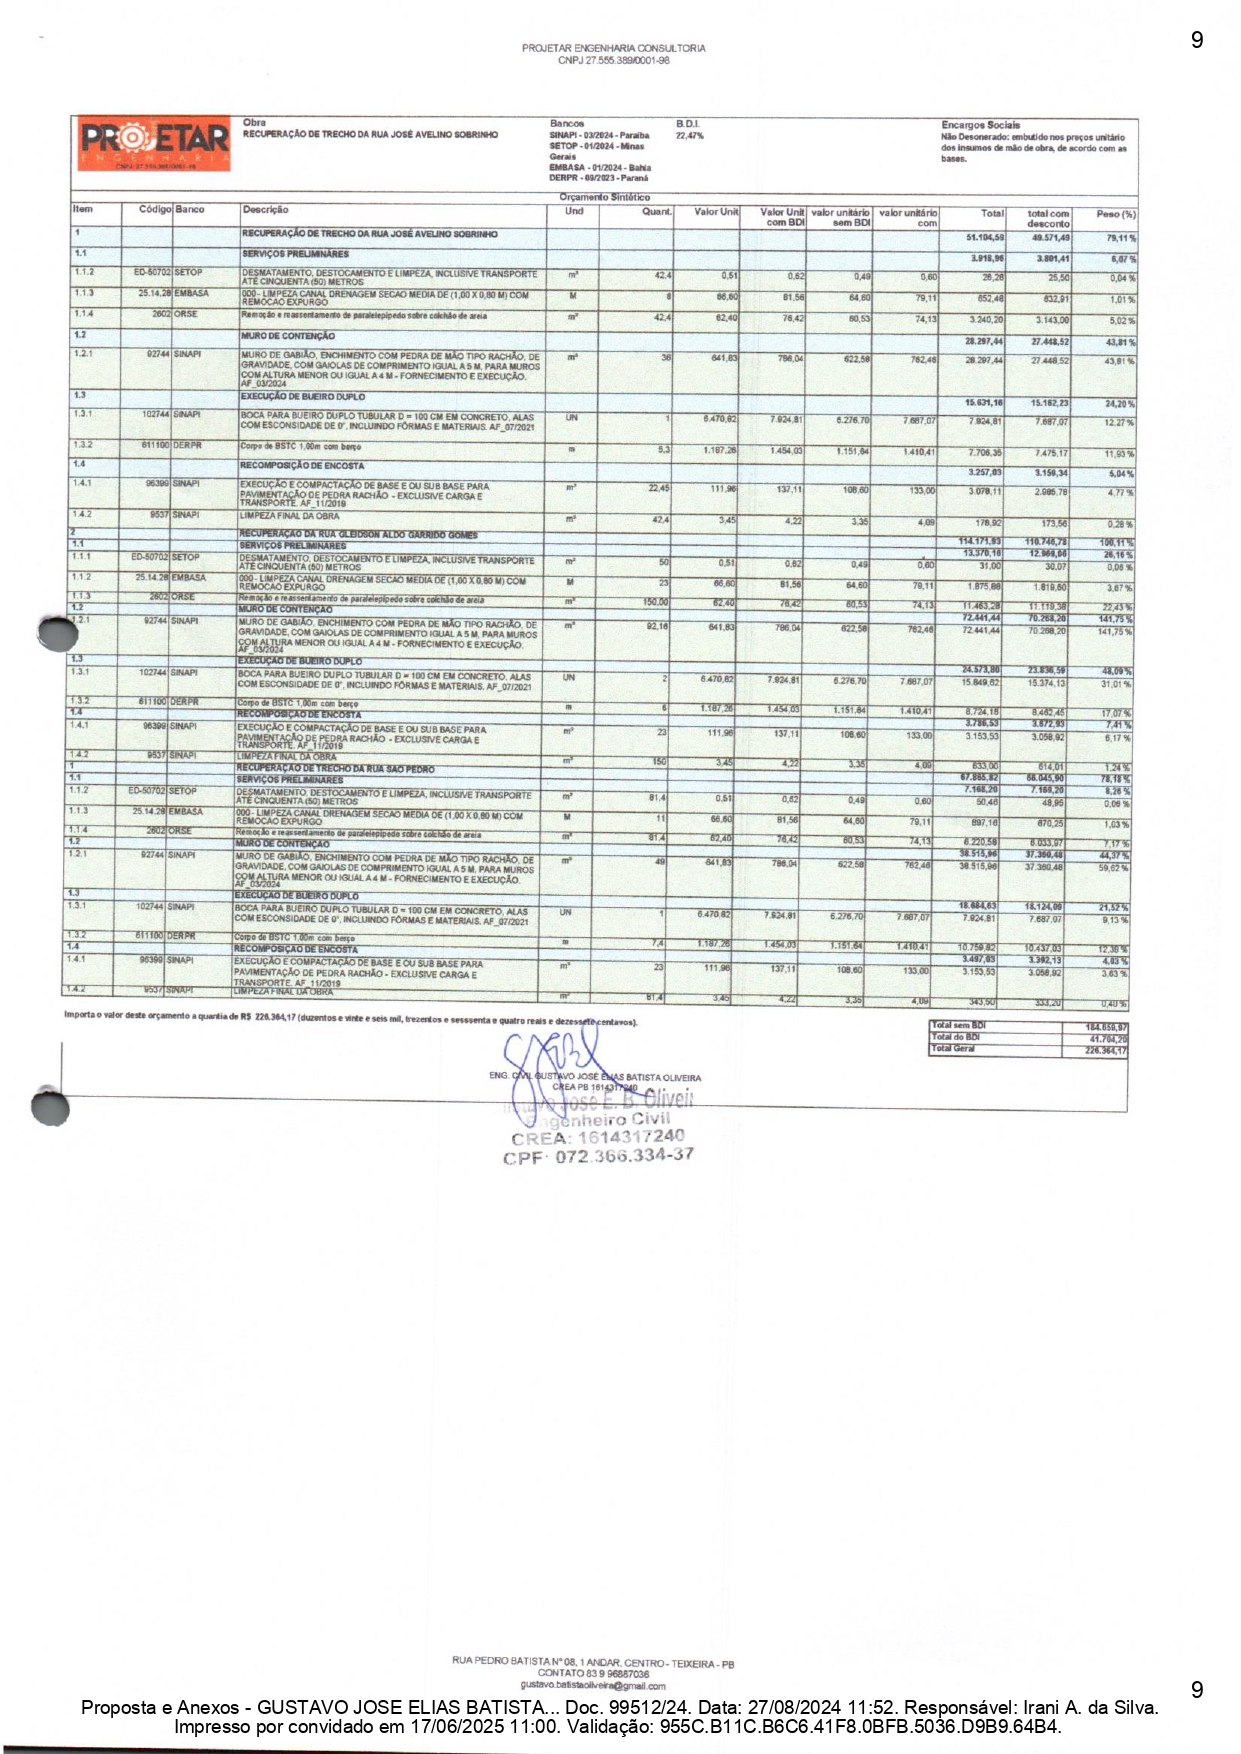 9
PROJETAR ENGENHARIA CONSULTORIA
CNPJ 27.555.389/0001-98
PROJETAR
ENGENHARIA
CNPJ: 27.555.389/0001-98
Obra
RECUPERAÇÃO DE TRECHO DA RUA JOSÉ AVELINO SOBRINHO
Bancos
SINAPI - 03/2024 - Paraíba
SETOP - 01/2024 - Minas
Gerais
EMBASA - 01/2024 - Bahia
DERPR - 09/2023 - Paraná
B.D.I.
22,47%
Encargos Sociais
Não Desonerado: embutido nos preços unitário
dos insumos de mão de obra, de acordo com as
bases.
Orçamento Sintético
Item Código Banco Descrição Und Quant. Valor Unit Valor Unit com BDI valor unitário sem BDI valor unitário com Total total com desconto Peso (%)
1 RECUPERAÇÃO DE TRECHO DA RUA JOSÉ AVELINO SOBRINHO 51.104,59 49.571,49 79,11 %
1.1 SERVIÇOS PRELIMINARES 3.918,96 3.801,41 6,07 %
1.1.2 ED-50702 SETOP DESMATAMENTO, DESTOCAMENTO E LIMPEZA, INCLUSIVE TRANSPORTE m² 42,4 0,51 0,62 0,49 0,60 26,28 25,50 0,04 %
ATÉ CINQUENTA (50) METROS
1.1.3 25.14.28 EMBASA 000 - LIMPEZA CANAL DRENAGEM SECAO MEDIA DE (1,00 X 0,80 M) COM M 8 66,60 81,56 64,60 79,11 652,48 632,91 1,01 %
REMOCAO EXPURGO
1.1.4 2602 ORSE Remoção e reassentamento de paralelepípedo sobre colchão de areia m² 42,4 62,40 76,42 60,53 74,13 3.240,20 3.143,00 5,02 %
1.2 MURO DE CONTENÇÃO 28.297,44 27.448,52 43,81 %
1.2.1 92744 SINAPI MURO DE GABIÃO, ENCHIMENTO COM PEDRA DE MÃO TIPO RACHÃO, DE m³ 36 641,83 786,04 622,58 762,46 28.297,44 27.448,52 43,81 %
GRAVIDADE, COM GAIOLAS DE COMPRIMENTO IGUAL A 5 M, PARA MUROS
COM ALTURA MENOR OU IGUAL A 4 M - FORNECIMENTO E EXECUÇÃO.
AF_03/2024
1.3 EXECUÇÃO DE BUEIRO DUPLO 15.631,16 15.162,23 24,20 %
1.3.1 102744 SINAPI BOCA PARA BUEIRO DUPLO TUBULAR D = 100 CM EM CONCRETO, ALAS UN 1 6.470,82 7.924,81 6.276,70 7.687,07 7.924,81 7.687,07 12,27 %
COM ESCONSIDADE DE 0°, INCLUINDO FÔRMAS E MATERIAIS. AF_07/2021
1.3.2 611100 DERPR Corpo de BSTC 1,00m com berço m 5,3 1.187,26 1.454,03 1.151,64 1.410,41 7.706,35 7.475,17 11,93 %
1.4 RECOMPOSIÇÃO DE ENCOSTA 3.257,03 3.159,34 5,04 %
1.4.1 96399 SINAPI EXECUÇÃO E COMPACTAÇÃO DE BASE E OU SUB BASE PARA m³ 22,45 111,96 137,11 108,60 133,00 3.078,11 2.985,78 4,77 %
PAVIMENTAÇÃO DE PEDRA RACHÃO - EXCLUSIVE CARGA E
TRANSPORTE. AF_11/2019
1.4.2 9537 SINAPI LIMPEZA FINAL DA OBRA m² 42,4 3,45 4,22 3,35 4,09 178,92 173,56 0,28 %
2 RECUPERAÇÃO DA RUA GLEIDSON ALDO GARRIDO GOMES 114.171,93 110.746,78 100,11 %
1.1 SERVIÇOS PRELIMINARES 13.370,16 12.969,06 26,16 %
1.1.1 ED-50702 SETOP DESMATAMENTO, DESTOCAMENTO E LIMPEZA, INCLUSIVE TRANSPORTE m² 50 0,51 0,62 0,49 0,60 31,00 30,07 0,06 %
ATÉ CINQUENTA (50) METROS
1.1.2 25.14.28 EMBASA 000 - LIMPEZA CANAL DRENAGEM SECAO MEDIA DE (1,00 X 0,80 M) COM M 23 66,60 81,56 64,60 79,11 1.875,88 1.819,60 3,67 %
REMOCAO EXPURGO
1.1.3 2602 ORSE Remoção e reassentamento de paralelepípedo sobre colchão de areia m² 150,00 62,40 76,42 60,53 74,13 11.463,28 11.119,38 22,43 %
1.2 MURO DE CONTENÇÃO 72.441,44 70.268,20 141,75 %
1.2.1 92744 SINAPI MURO DE GABIÃO, ENCHIMENTO COM PEDRA DE MÃO TIPO RACHÃO, DE m³ 92,16 641,83 786,04 622,58 762,46 72.441,44 70.268,20 141,75 %
GRAVIDADE, COM GAIOLAS DE COMPRIMENTO IGUAL A 5 M, PARA MUROS
COM ALTURA MENOR OU IGUAL A 4 M - FORNECIMENTO E EXECUÇÃO.
AF_03/2024
1.3 EXECUÇÃO DE BUEIRO DUPLO 24.573,80 23.836,59 48,09 %
1.3.1 102744 SINAPI BOCA PARA BUEIRO DUPLO TUBULAR D = 100 CM EM CONCRETO, ALAS UN 2 6.470,82 7.924,81 6.276,70 7.687,07 15.849,62 15.374,13 31,01 %
COM ESCONSIDADE DE 0°, INCLUINDO FÔRMAS E MATERIAIS. AF_07/2021
1.3.2 611100 DERPR Corpo de BSTC 1,00m com berço m 6 1.187,26 1.454,03 1.151,64 1.410,41 8.724,18 8.462,45 17,07 %
1.4 RECOMPOSIÇÃO DE ENCOSTA 3.786,53 3.672,93 7,41 %
1.4.1 96399 SINAPI EXECUÇÃO E COMPACTAÇÃO DE BASE E OU SUB BASE PARA m³ 23 111,96 137,11 108,60 133,00 3.153,53 3.058,92 6,17 %
PAVIMENTAÇÃO DE PEDRA RACHÃO - EXCLUSIVE CARGA E
TRANSPORTE. AF_11/2019
1.4.2 9537 SINAPI LIMPEZA FINAL DA OBRA m² 150 3,45 4,22 3,35 4,09 633,00 614,01 1,24 %
1 RECUPERAÇÃO DE TRECHO DA RUA SAO PEDRO 67.865,82 66.045,90 78,18 %
1.1 SERVIÇOS PRELIMINARES 7.168,20 7.168,20 8,26 %
1.1.2 ED-50702 SETOP DESMATAMENTO, DESTOCAMENTO E LIMPEZA, INCLUSIVE TRANSPORTE m² 81,4 0,51 0,62 0,49 0,60 50,46 48,95 0,06 %
ATÉ CINQUENTA (50) METROS
1.1.3 25.14.28 EMBASA 000 - LIMPEZA CANAL DRENAGEM SECAO MEDIA DE (1,00 X 0,80 M) COM M 11 66,60 81,56 64,60 79,11 897,16 870,25 1,03 %
REMOCAO EXPURGO
1.1.4 2602 ORSE Remoção e reassentamento de paralelepípedo sobre colchão de areia m² 81,4 62,40 76,42 60,53 74,13 6.220,58 6.033,97 7,17 %
1.2 MURO DE CONTENÇÃO 38.515,96 37.360,48 44,37 %
1.2.1 92744 SINAPI MURO DE GABIÃO, ENCHIMENTO COM PEDRA DE MÃO TIPO RACHÃO, DE m³ 49 641,83 786,04 622,58 762,46 38.515,96 37.360,48 59,62 %
GRAVIDADE, COM GAIOLAS DE COMPRIMENTO IGUAL A 5 M, PARA MUROS
COM ALTURA MENOR OU IGUAL A 4 M - FORNECIMENTO E EXECUÇÃO.
AF_03/2024
1.3 EXECUÇÃO DE BUEIRO DUPLO 18.684,63 18.124,09 21,52 %
1.3.1 102744 SINAPI BOCA PARA BUEIRO DUPLO TUBULAR D = 100 CM EM CONCRETO, ALAS UN 1 6.470,82 7.924,81 6.276,70 7.687,07 7.924,81 7.687,07 9,13 %
COM ESCONSIDADE DE 0°, INCLUINDO FÔRMAS E MATERIAIS. AF_07/2021
1.3.2 611100 DERPR Corpo de BSTC 1,00m com berço m 7,4 1.187,26 1.454,03 1.151,64 1.410,41 10.759,82 10.437,03 12,39 %
1.4 RECOMPOSIÇÃO DE ENCOSTA 3.497,03 3.392,13 4,03 %
1.4.1 96399 SINAPI EXECUÇÃO E COMPACTAÇÃO DE BASE E OU SUB BASE PARA m³ 23 111,96 137,11 108,60 133,00 3.153,53 3.058,92 3,63 %
PAVIMENTAÇÃO DE PEDRA RACHÃO - EXCLUSIVE CARGA E
TRANSPORTE. AF_11/2019
1.4.2 9537 SINAPI LIMPEZA FINAL DA OBRA m² 81,4 3,45 4,22 3,35 4,09 343,50 333,20 0,40 %
Importa o valor deste orçamento a quantia de R$ 226.364,17 (duzentos e vinte e seis mil, trezentos e sesssenta e quatro reais e dezessete centavos).
Total sem BDI 184.659,97
Total do BDI 41.704,20
Total Geral 226.364,17
ENG. CIVIL GUSTAVO JOSÉ ELIAS BATISTA OLIVEIRA
CREA PB 1614317240
José E. B. Oliveir
Engenheiro Civil
CREA: 1614317240
CPF: 072.366.334-37
RUA PEDRO BATISTA N° 08, 1 ANDAR, CENTRO - TEIXEIRA - PB
CONTATO 83 9 96887036
gustavo.batistaoliveira@gmail.com
9
Proposta e Anexos - GUSTAVO JOSE ELIAS BATISTA... Doc. 99512/24. Data: 27/08/2024 11:52. Responsável: Irani A. da Silva.
Impresso por convidado em 17/06/2025 11:00. Validação: 955C.B11C.B6C6.41F8.0BFB.5036.D9B9.64B4.